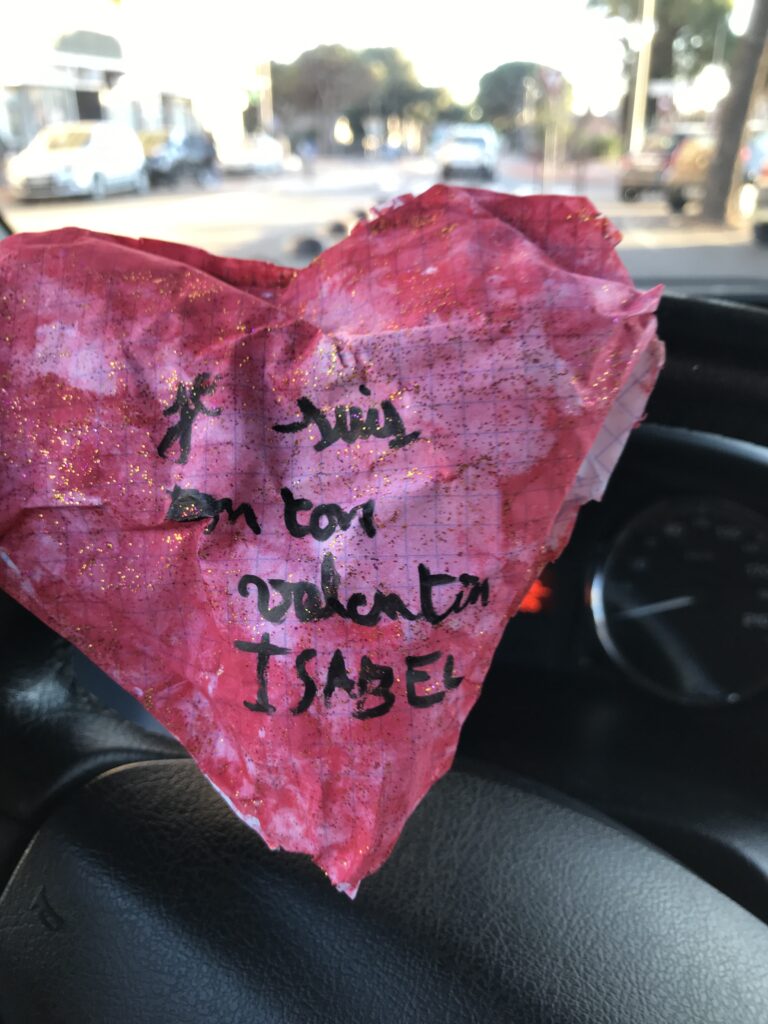 je suis
ton
valentin
ISABEL